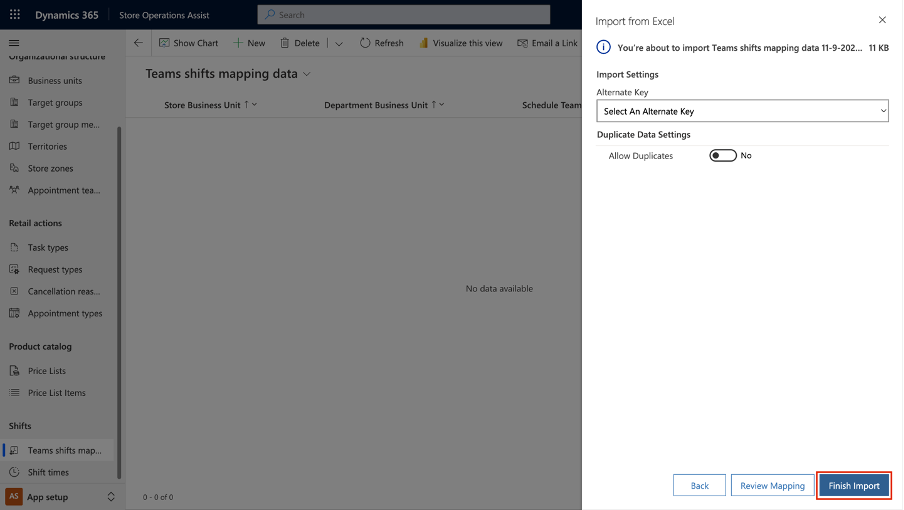 Dynamics 365
Store Operations Assist
Search
Show Chart
New
Delete
Refresh
Visualize this view
Email a Link
Organizational structure
Business units
Target groups
Target group me...
Territories
Store zones
Appointment tea...
Retail actions
Task types
Request types
Cancellation reas...
Appointment types
Product catalog
Price Lists
Price List Items
Shifts
Teams shifts map...
Shift times
AS App setup
Teams shifts mapping data
Store Business Unit
Department Business Unit
Schedule Team
No data available
0 - 0 of 0
Import from Excel
You're about to import Teams shifts mapping data 11-9-202... 11 KB
Import Settings
Alternate Key
Select An Alternate Key
Duplicate Data Settings
Allow Duplicates No
Back
Review Mapping
Finish Import